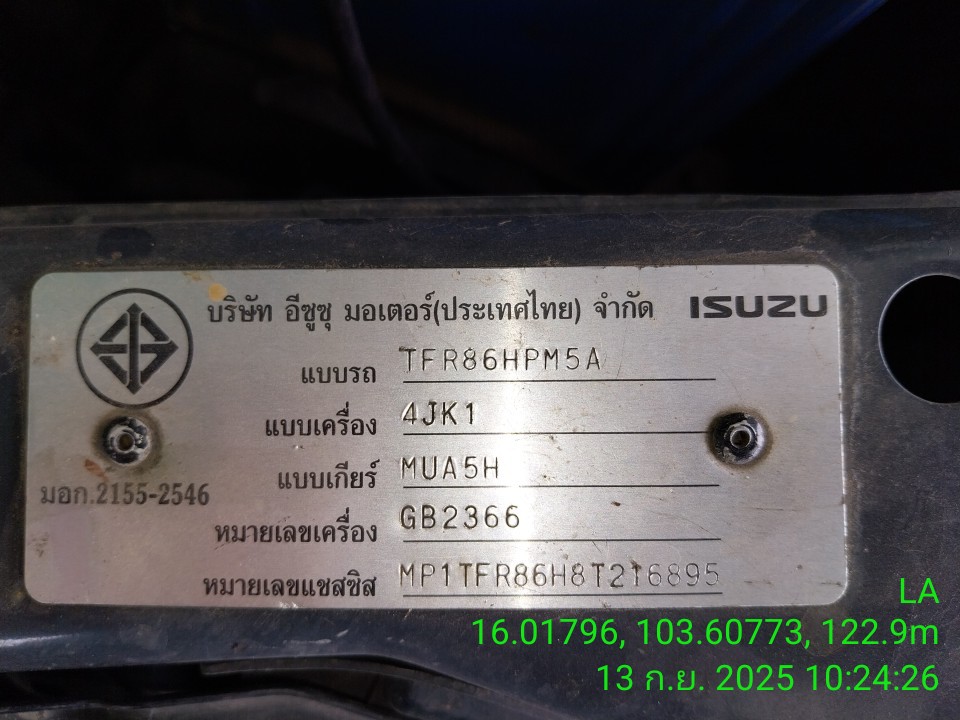 บริษัท อีซูซุ มอเตอร์(ประเทศไทย) จำกัด ISUZU
แบบรถ TFR86HPM5A
แบบเครื่อง 4JK1
แบบเกียร์ MUA5H
มอก.2155-2546
หมายเลขเครื่อง GB2366
หมายเลขแชสซิส MP1TFR86H8T216895
LA
16.01796, 103.60773, 122.9m
13 ก.ย. 2025 10:24:26